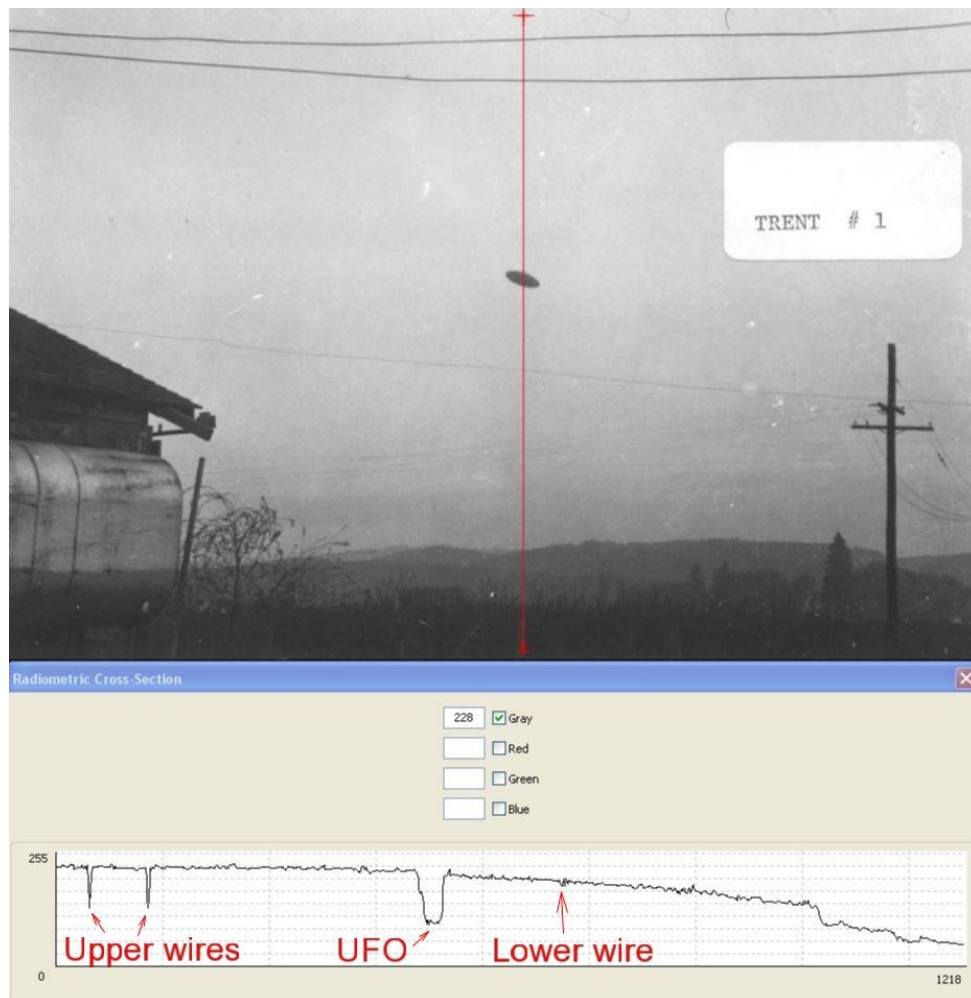 TRENT # 1
Radiometric Cross-Section
228 Gray
Red
Green
Blue
255
Upper wires
UFO
Lower wire
0
1218